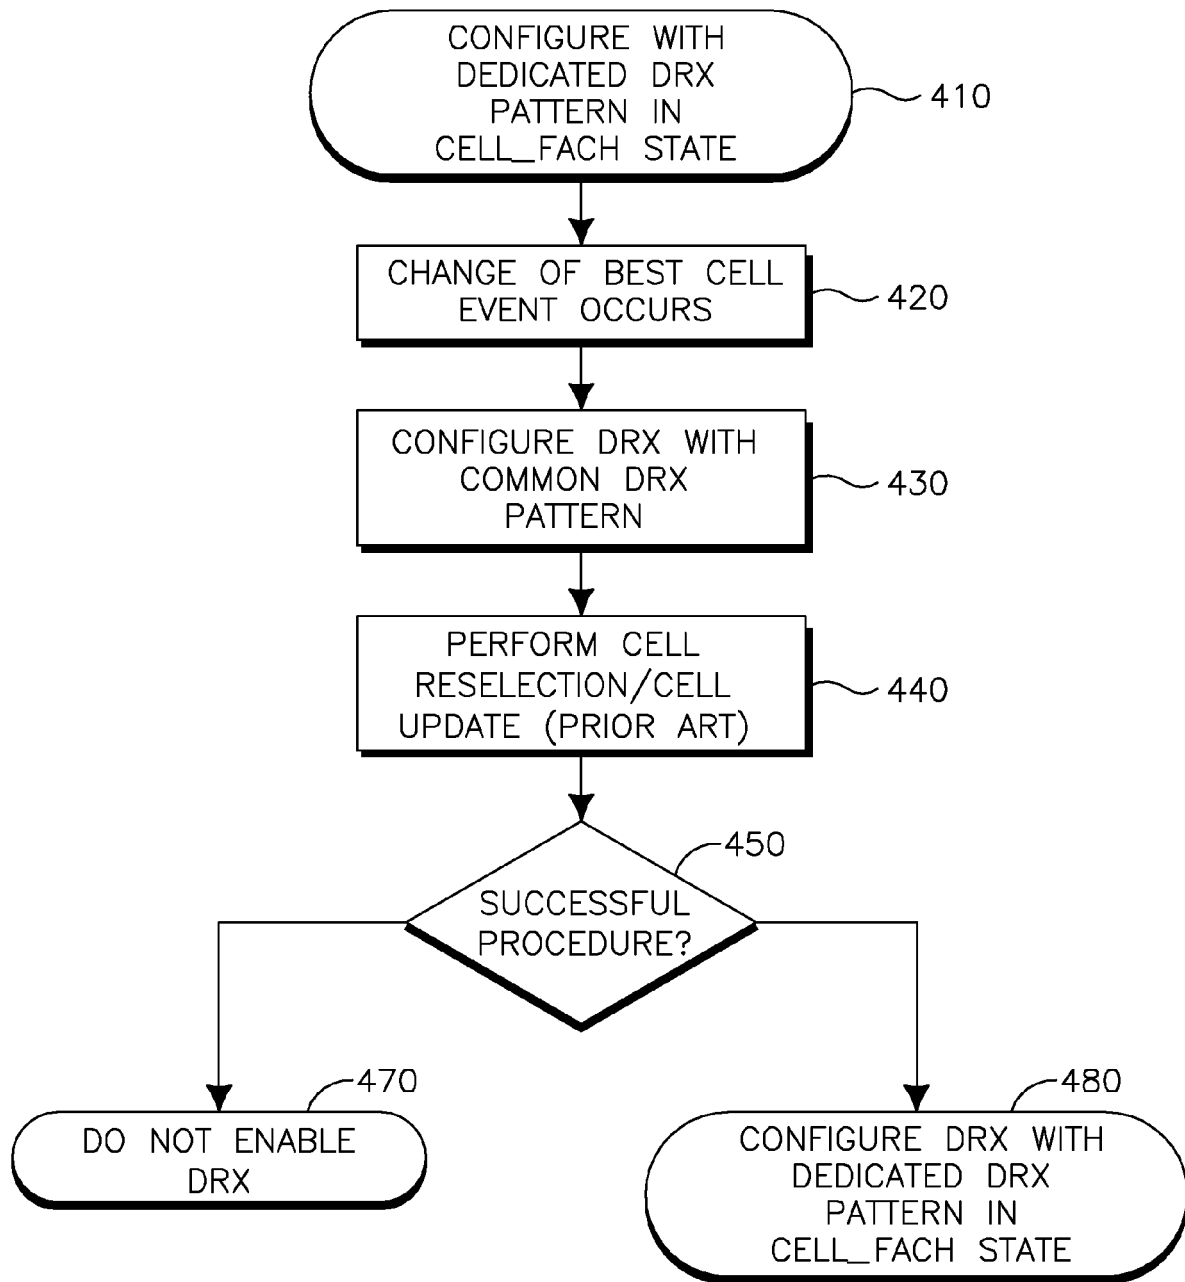 CONFIGURE WITH
DEDICATED DRX
PATTERN IN
CELL_FACH STATE
410
CHANGE OF BEST CELL
EVENT OCCURS
420
CONFIGURE DRX WITH
COMMON DRX
PATTERN
430
PERFORM CELL
RESELECTION/CELL
UPDATE (PRIOR ART)
440
450
SUCCESSFUL
PROCEDURE?
470
DO NOT ENABLE
DRX
480
CONFIGURE DRX WITH
DEDICATED DRX
PATTERN IN
CELL_FACH STATE